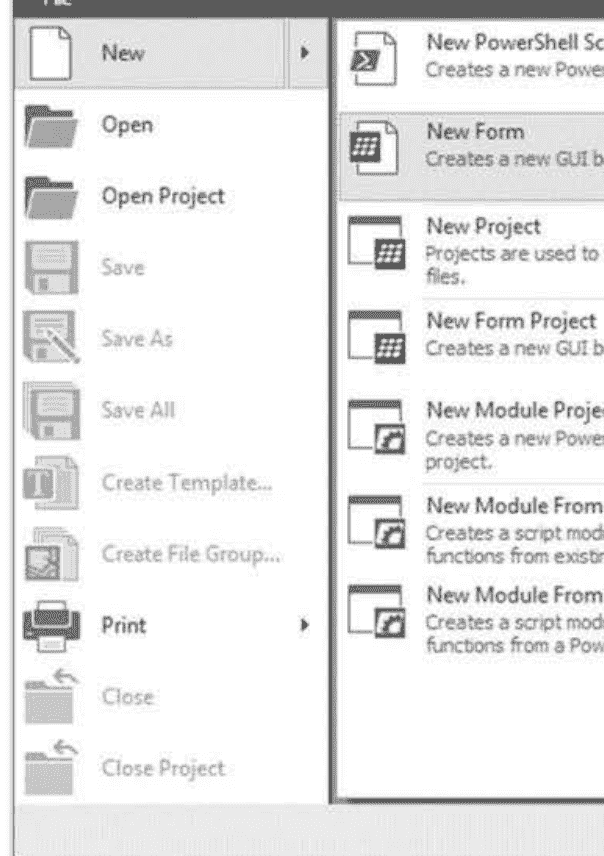 File
New
Open
Open Project
Save
Save As
Save All
Create Template...
Create File Group...
Print
Close
Close Project
New PowerShell Sc
Creates a new Power
New Form
Creates a new GUI b
New Project
Projects are used to
files.
New Form Project
Creates a new GUI b
New Module Projec
Creates a new Power
project.
New Module From
Creates a script modu
functions from existin
New Module From
Creates a script modu
functions from a Pow